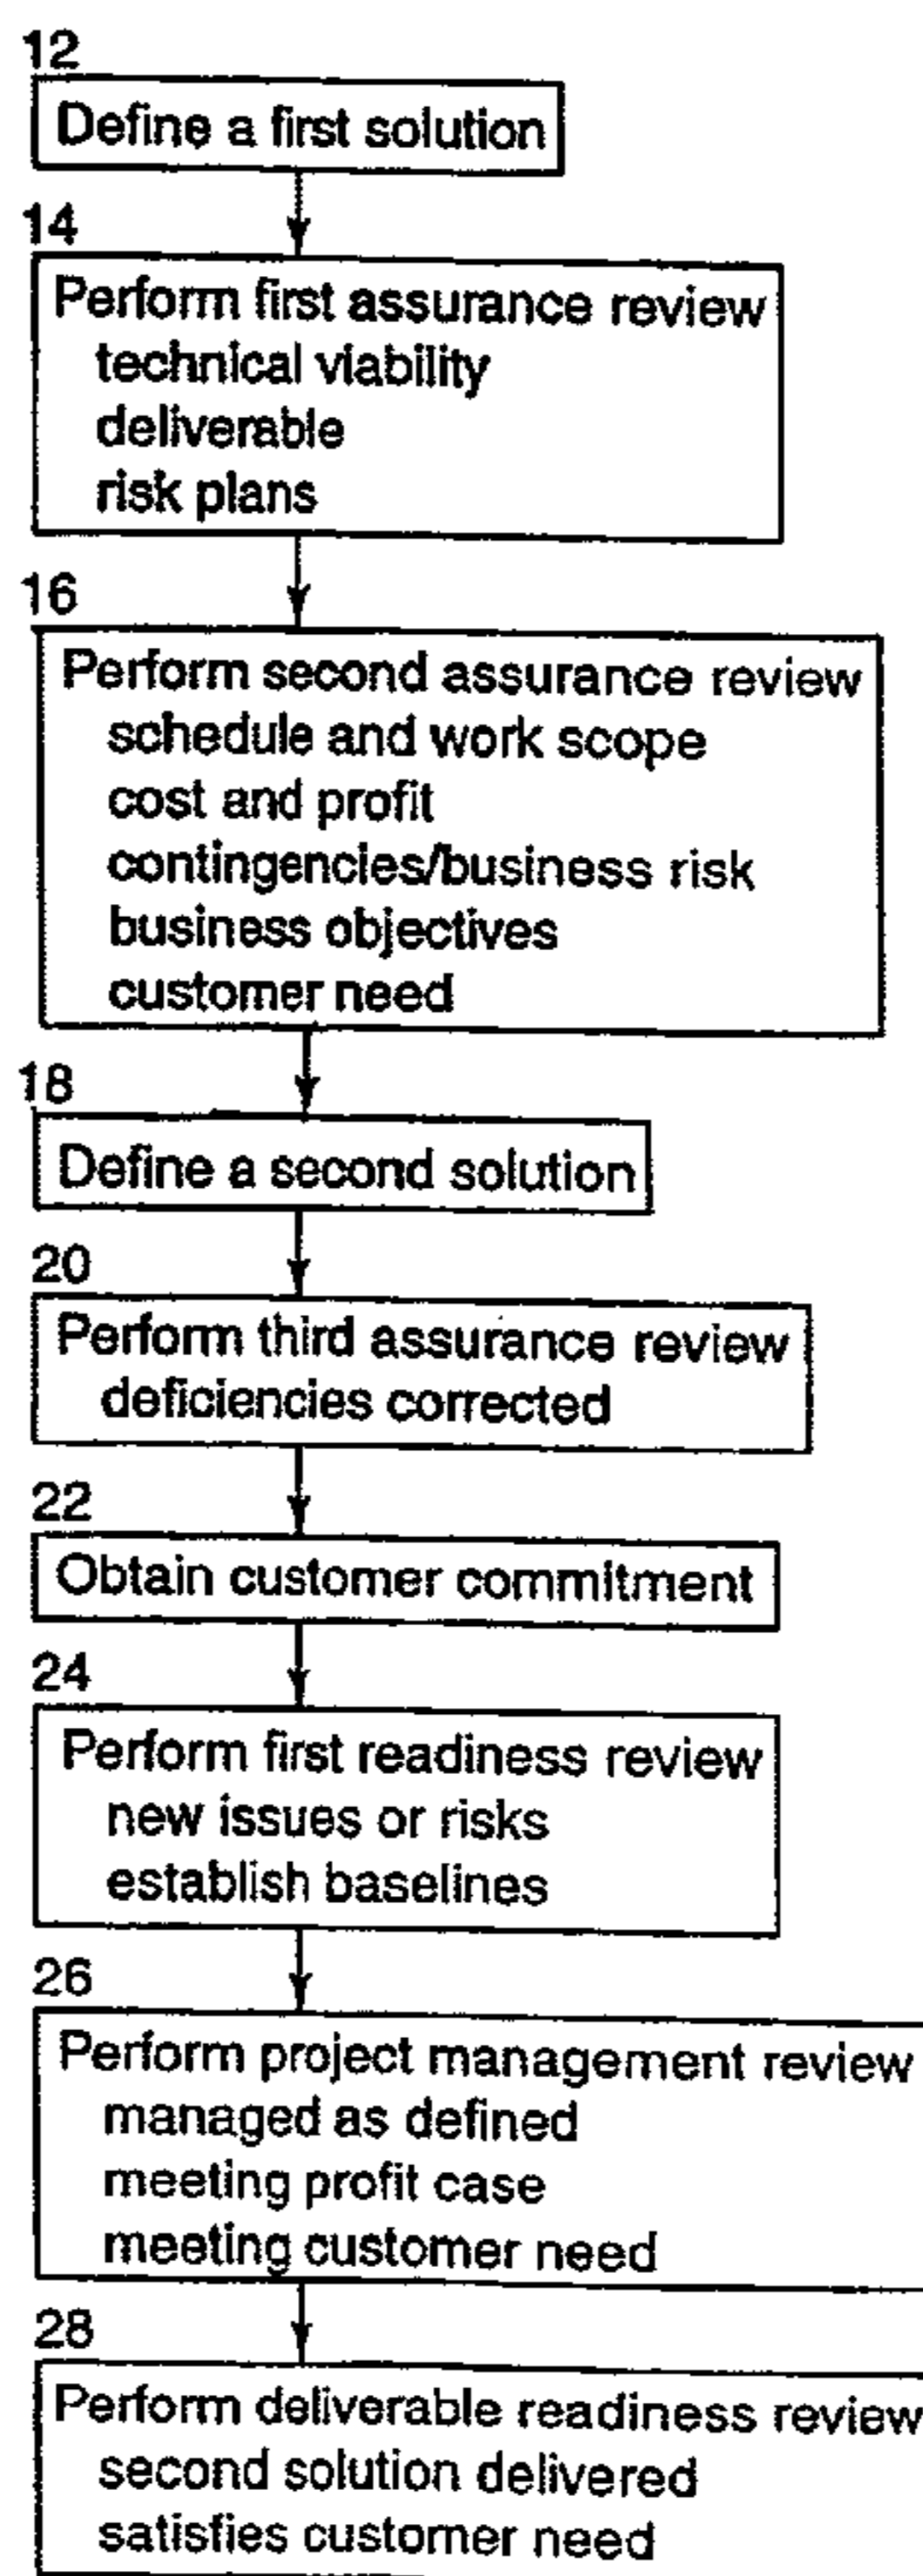 12
Define a first solution
14
Perform first assurance review
technical viability
deliverable
risk plans
16
Perform second assurance review
schedule and work scope
cost and profit
contingencies/business risk
business objectives
customer need
18
Define a second solution
20
Perform third assurance review
deficiencies corrected
22
Obtain customer commitment
24
Perform first readiness review
new issues or risks
establish baselines
26
Perform project management review
managed as defined
meeting profit case
meeting customer need
28
Perform deliverable readiness review
second solution delivered
satisfies customer need